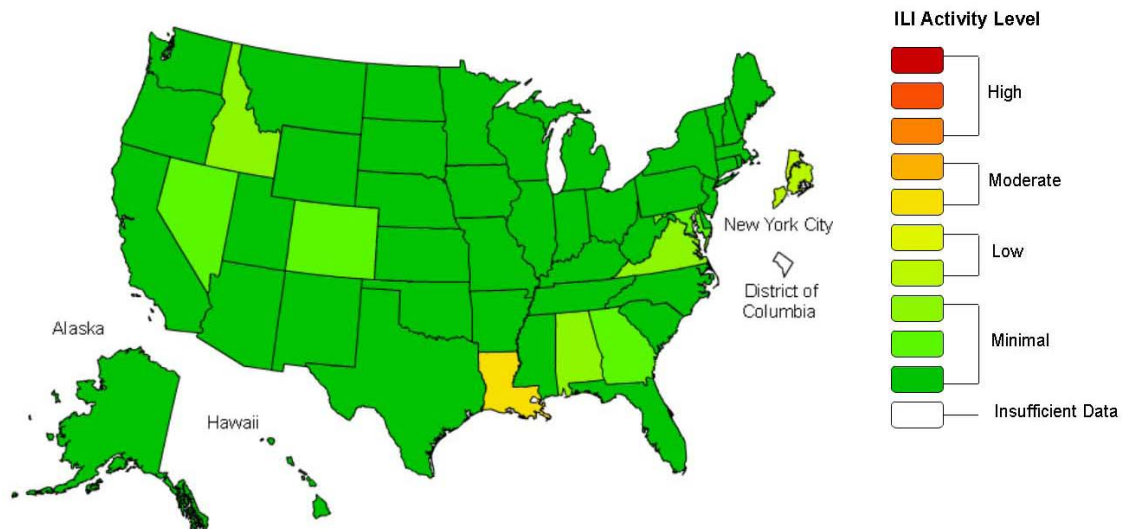 ILI Activity Level
High
Moderate
New York City
Low
District of
Columbia
Alaska
Minimal
Hawaii
Insufficient Data